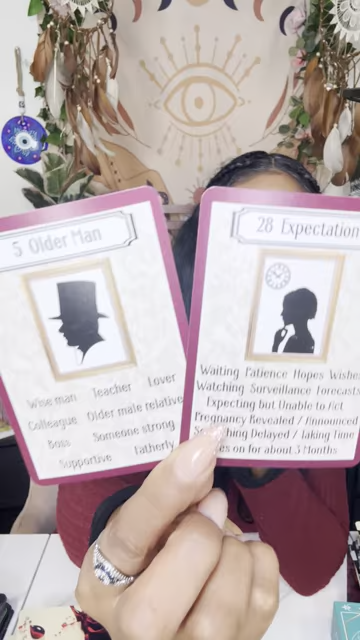 5 Older Man
Wise man Teacher Lover
Colleague Older male relative
Boss Someone strong
Supportive Fatherly
28 Expectation
Waiting Patience Hopes Wishes
Watching Surveillance Forecasts
Expecting but Unable to Act
Pregnancy Revealed / Announced
Delayed / Taking Time
on for about 3 Months